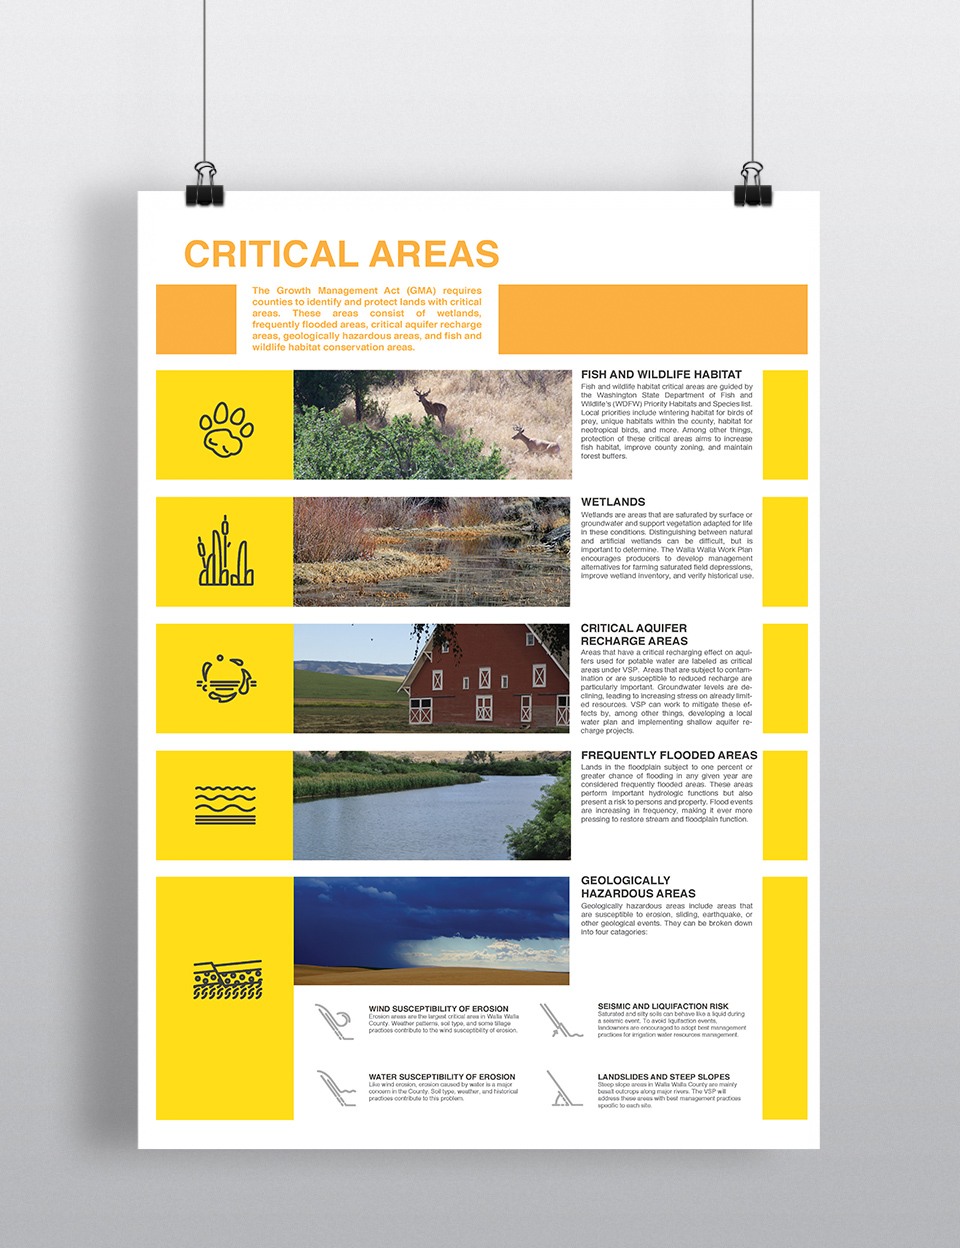 CRITICAL AREAS
The Growth Management Act (GMA) requires
counties to identify and protect lands with critical
areas. These areas consist of wetlands,
frequently flooded areas, critical aquifer recharge
areas, geologically hazardous areas, and fish and
wildlife habitat conservation areas.
FISH AND WILDLIFE HABITAT
Fish and wildlife habitat critical areas are guided by
the Washington State Department of Fish and
Wildlife's (WDFW) Priority Habitats and Species list.
Local priorities include wintering habitat for birds of
prey, unique habitats within the county, habitat for
neotropical birds, and more. Among other things,
protection of these critical areas aims to increase
fish habitat, improve county zoning, and maintain
forest buffers.
WETLANDS
Wetlands are areas that are saturated by surface or
groundwater and support vegetation adapted for life
in these conditions. Distinguishing between natural
and artificial wetlands can be difficult, but is
important to determine. The Walla Walla Work Plan
encourages producers to develop management
alternatives for farming saturated field depressions,
improve wetland inventory, and verify historical use.
CRITICAL AQUIFER
RECHARGE AREAS
Areas that have a critical recharging effect on aqui-
fers used for potable water are labeled as critical
areas under VSP. Areas that are subject to contam-
ination or are susceptible to reduced recharge are
particularly important. Groundwater levels are de-
clining, leading to increasing stress on already limit-
ed resources. VSP can work to mitigate these ef-
fects by, among other things, developing a local
water plan and implementing shallow aquifer re-
charge projects.
FREQUENTLY FLOODED AREAS
Lands in the floodplain subject to one percent or
greater chance of flooding in any given year are
considered frequently flooded areas. These areas
perform important hydrologic functions but also
present a risk to persons and property. Flood events
are increasing in frequency, making it ever more
pressing to restore stream and floodplain function.
GEOLOGICALLY
HAZARDOUS AREAS
Geologically hazardous areas include areas that
are susceptible to erosion, sliding, earthquake, or
other geological events. They can be broken down
into four catagories:
WIND SUSCEPTIBILITY OF EROSION
Erosion areas are the largest critical area in Walla Walla
County. Weather patterns, soil type, and some tillage
practices contribute to the wind susceptibility of erosion.
SEISMIC AND LIQUIFACTION RISK
Saturated and silty soils can behave like a liquid during
a seismic event. To avoid liquifaction events,
landowners are encouraged to adopt best management
practices for irrigation water resources management.
WATER SUSCEPTIBILITY OF EROSION
Like wind erosion, erosion caused by water is a major
concern in the County. Soil type, weather, and historical
practices contribute to this problem.
LANDSLIDES AND STEEP SLOPES
Steep slope areas in Walla Walla County are mainly
basalt outcrops along major rivers. The VSP will
address these areas with best management practices
specific to each site.